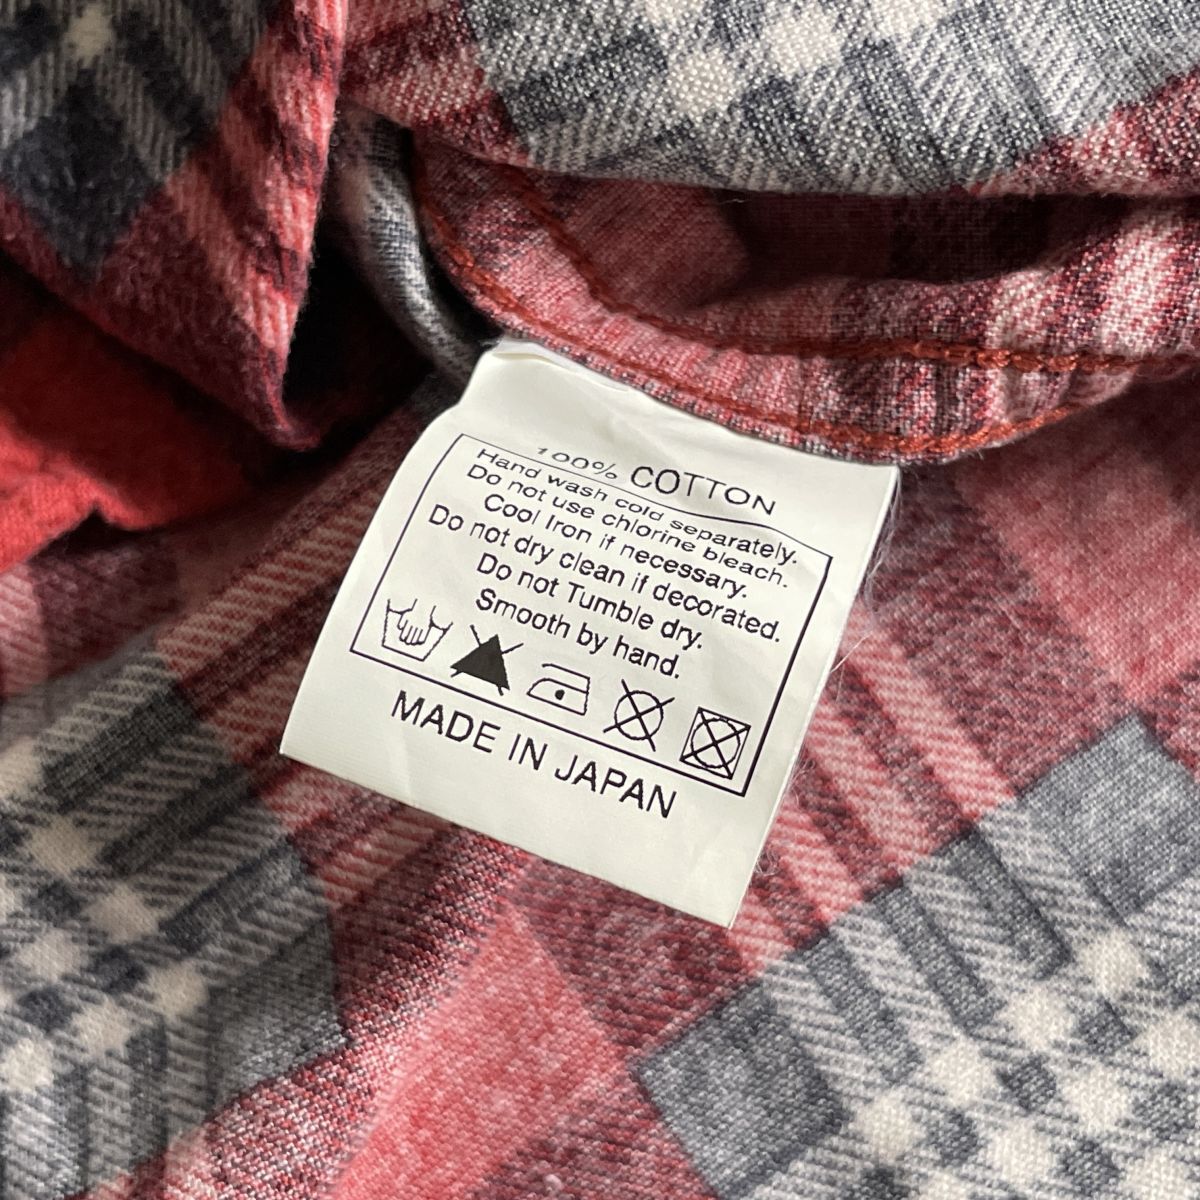 100% COTTON
Hand wash cold separately.
Do not use chlorine bleach.
Cool Iron if necessary.
Do not dry clean if decorated.
Do not Tumble dry.
Smooth by hand.
MADE IN JAPAN